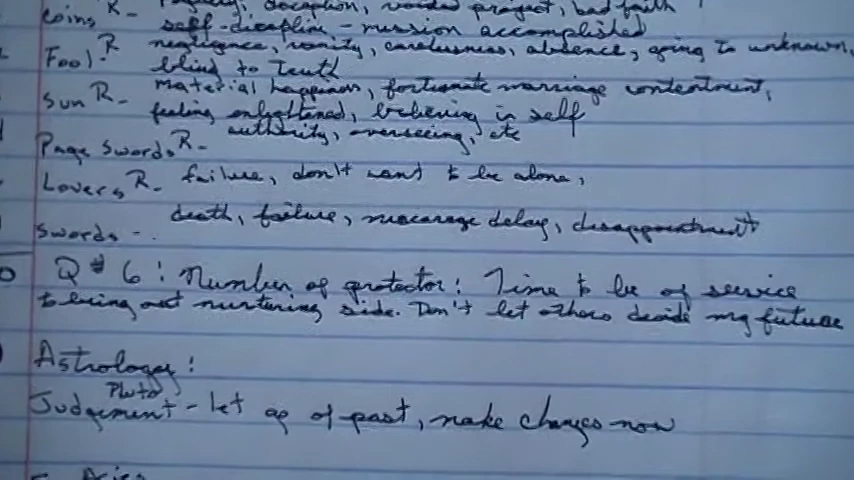 deception, voided project, bad faith
Coins R - self-dicipline, - mission accomplished
Fool - R negligence, vanity, carelessness, absence, going to unknown,
blind to truth
Sun R - material happiness, fortunate marriage contentment,
feeling enlightened, believing in self
Page Swords R - authority, overseeing, etc
Lovers R - failure, don't want to be alone,
Swords - death, failure, miscarage delay, disappointment
Q # 6 : Number of protector : Time to be of service
to bring out nurturing side. Don't let others decide my future
Astrology :
Pluto
Judgement - let go of past, make changes now
Aries